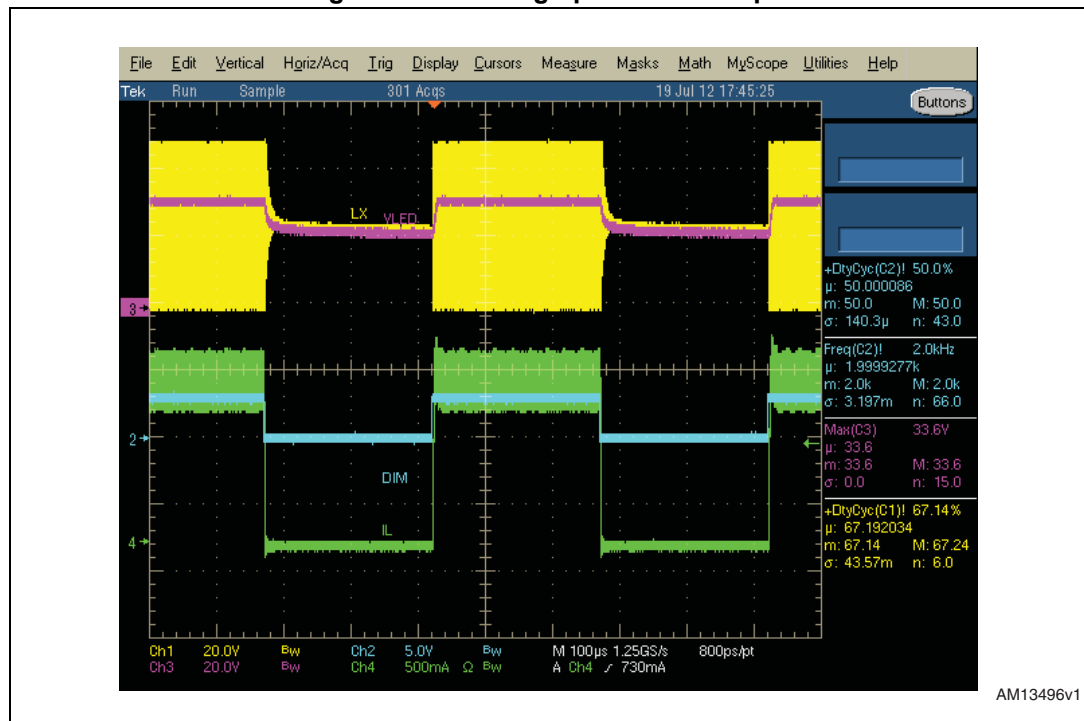 File Edit Vertical Horiz/Acq Trig Display Cursors Measure Masks Math MyScope Utilities Help
Tek Run Sample 301 Acqs 19 Jul 12 17:45:25
Buttons
LX
VLED
3
+DtyCyc(C2)! 50.0%
µ: 50.000086
m: 50.0 M: 50.0
σ: 140.3µ n: 43.0
Freq(C2)! 2.0kHz
µ: 1.9999277k
m: 2.0k M: 2.0k
σ: 3.197m n: 66.0
2
Max(C3) 33.6V
µ: 33.6
m: 33.6 M: 33.6
σ: 0.0 n: 15.0
DIM
+DtyCyc(C1)! 67.14%
µ: 67.192034
m: 67.14 M: 67.24
σ: 43.57m n: 6.0
IL
4
Ch1 20.0V Bw Ch2 5.0V Bw M 100µs 1.25GS/s 800ps/pt
Ch3 20.0V Bw Ch4 500mA Ω Bw A Ch4 ⁄ 730mA
AM13496v1